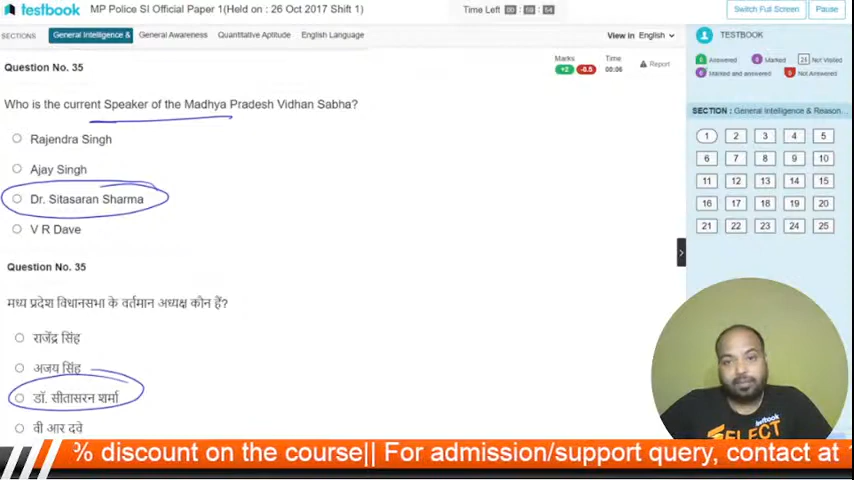 testbook
MP Police SI Official Paper 1(Held on : 26 Oct 2017 Shift 1)
Time Left 00 : 59 : 54
Switch Full Screen
Pause
SECTIONS
General Intelligence &
General Awareness
Quantitative Aptitude
English Language
View in English
TESTBOOK
Answered
Marked
24 Not Visited
Marked and answered
Not Answered
Question No. 35
Marks
+2 -0.5
Time
00:06
Report
SECTION : General Intelligence & Reason...
1 2 3 4 5
6 7 8 9 10
11 12 13 14 15
16 17 18 19 20
21 22 23 24 25
Who is the current Speaker of the Madhya Pradesh Vidhan Sabha?
Rajendra Singh
Ajay Singh
Dr. Sitasaran Sharma
V R Dave
Question No. 35
मध्य प्रदेश विधानसभा के वर्तमान अध्यक्ष कौन हैं?
राजेंद्र सिंह
अजय सिंह
डॉ. सीतासरन शर्मा
वी आर दवे
testbook
SELECT
% discount on the course|| For admission/support query, contact at